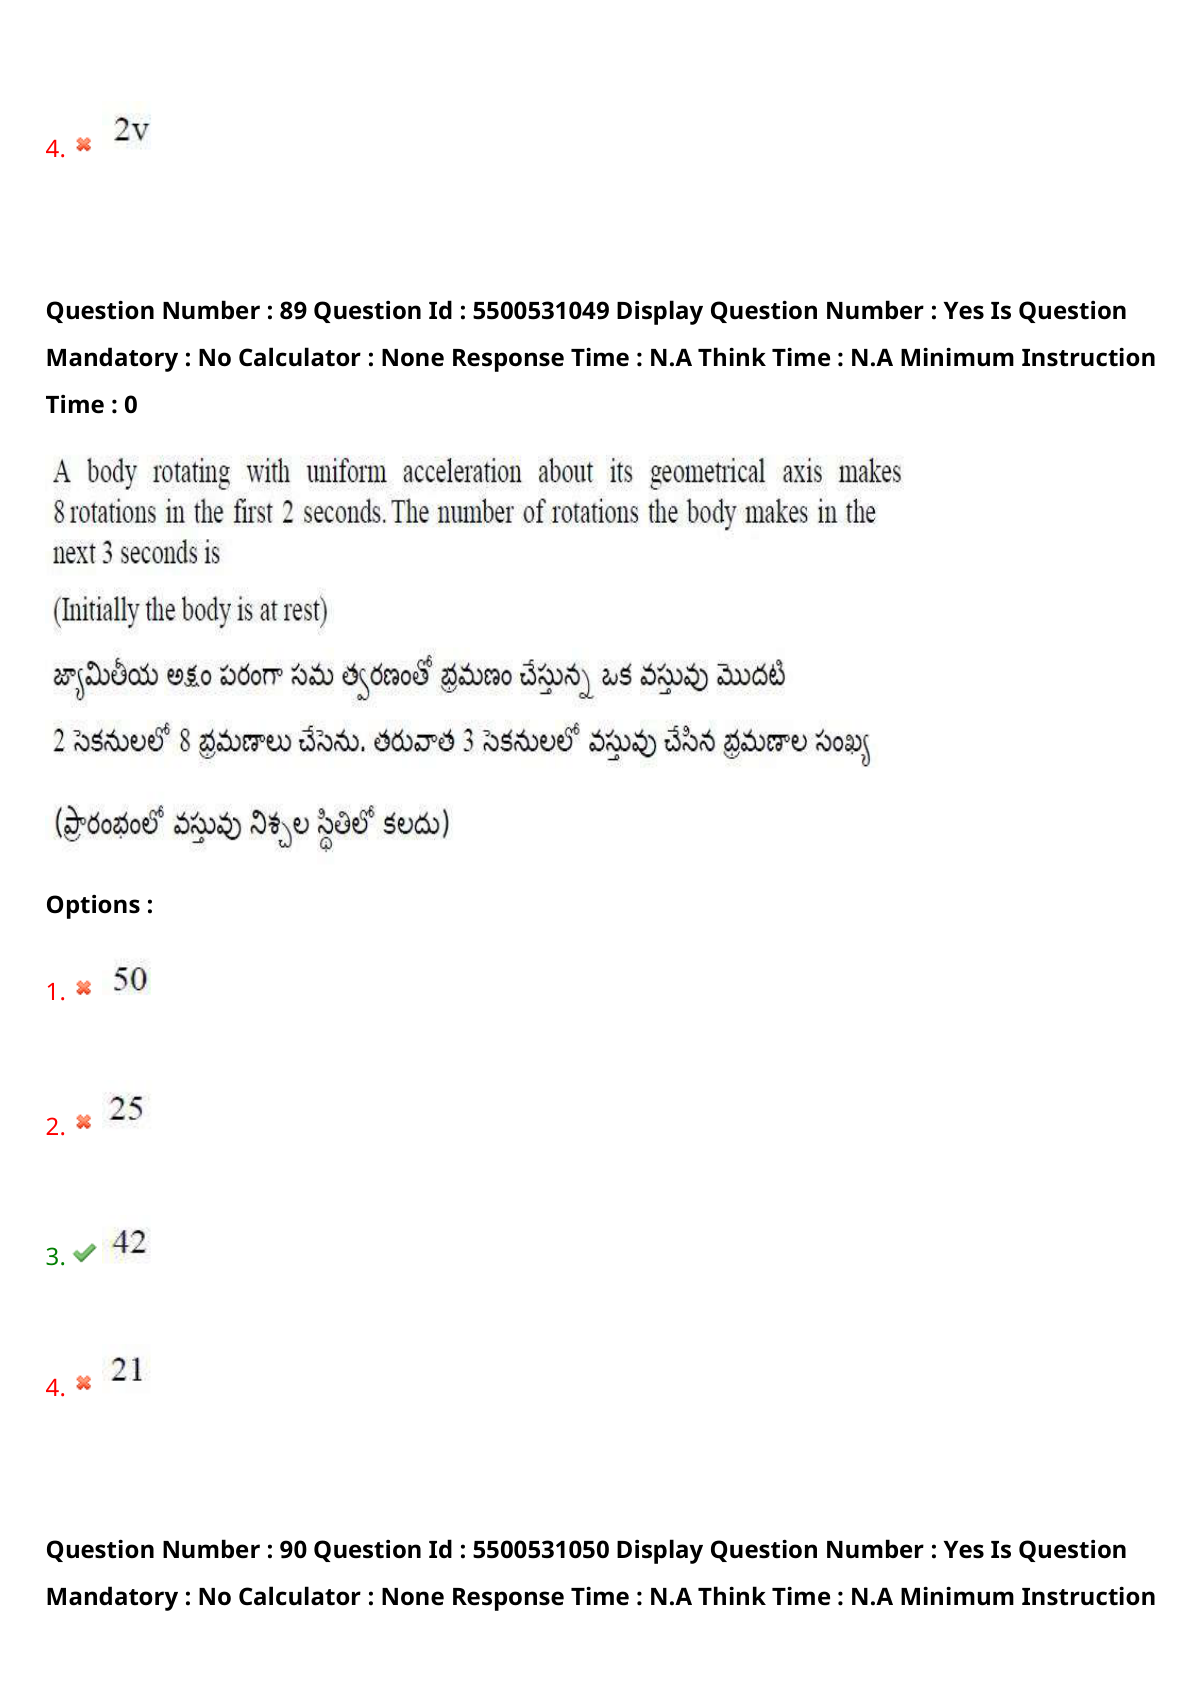 4. 2v
Question Number : 89 Question Id : 5500531049 Display Question Number : Yes Is Question
Mandatory : No Calculator : None Response Time : N.A Think Time : N.A Minimum Instruction
Time : 0
A body rotating with uniform acceleration about its geometrical axis makes
8 rotations in the first 2 seconds. The number of rotations the body makes in the
next 3 seconds is
(Initially the body is at rest)
జ్యామితీయ అక్షం పరంగా సమ త్వరణంతో భ్రమణం చేస్తున్న ఒక వస్తువు మొదటి
2 సెకనులలో 8 భ్రమణాలు చేసెను. తరువాత 3 సెకనులలో వస్తువు చేసిన భ్రమణాల సంఖ్య
(ప్రారంభంలో వస్తువు నిశ్చల స్థితిలో కలదు)
Options :
1. 50
2. 25
3. 42
4. 21
Question Number : 90 Question Id : 5500531050 Display Question Number : Yes Is Question
Mandatory : No Calculator : None Response Time : N.A Think Time : N.A Minimum Instruction